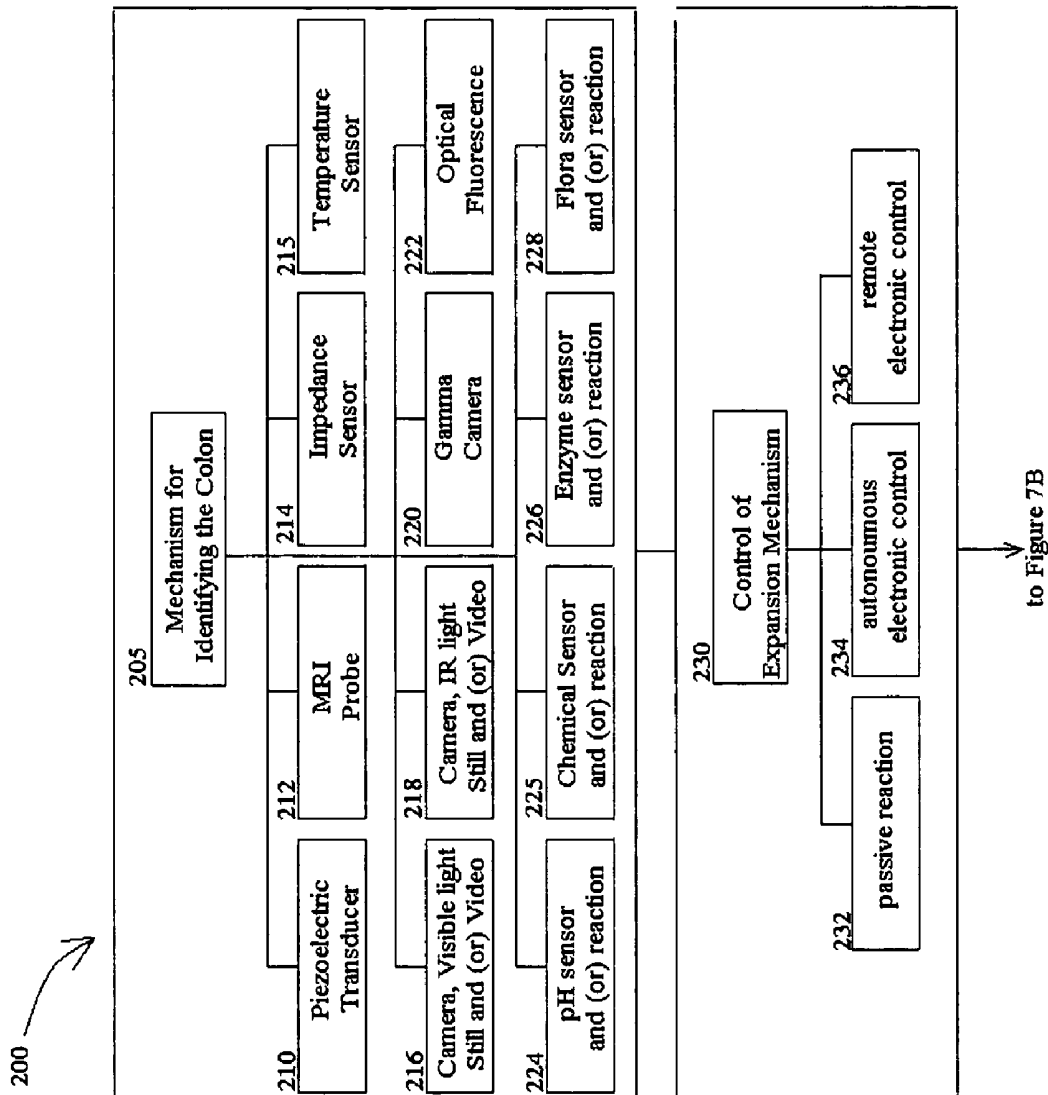 200
205
Mechanism for
Identifying the Colon
210
Piezoelectric
Transducer
212
MRI
Probe
214
Impedance
Sensor
215
Temperature
Sensor
216
Camera, Visible light
Still and (or) Video
218
Camera, IR light
Still and (or) Video
220
Gamma
Camera
222
Optical
Fluorescence
224
pH sensor
and (or) reaction
225
Chemical Sensor
and (or) reaction
226
Enzyme sensor
and (or) reaction
228
Flora sensor
and (or) reaction
230
Control of
Expansion Mechanism
232
passive reaction
234
autonoumous
electronic control
236
remote
electronic control
to Figure 7B